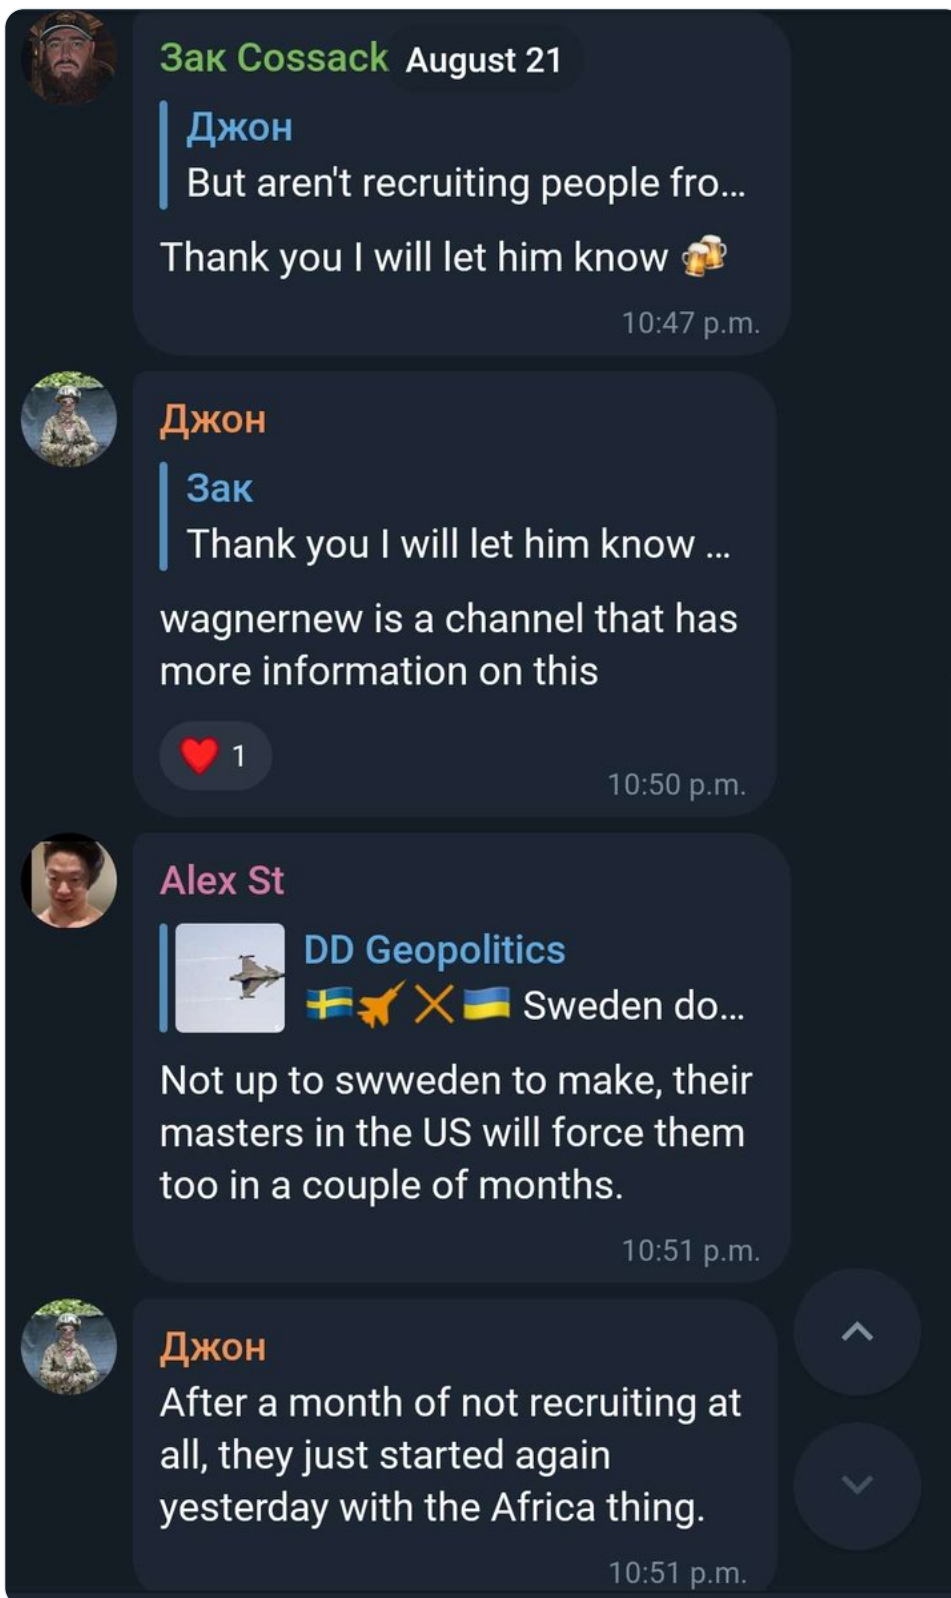 Зак Cossack August 21
Джон
But aren't recruiting people fro...
Thank you I will let him know 🍻
10:47 p.m.
Джон
Зак
Thank you I will let him know ...
wagnernew is a channel that has
more information on this
❤️ 1
10:50 p.m.
Alex St
DD Geopolitics
🇸🇪 ⚔️ 🇺🇦 Sweden do...
Not up to swweden to make, their
masters in the US will force them
too in a couple of months.
10:51 p.m.
Джон
After a month of not recruiting at
all, they just started again
yesterday with the Africa thing.
10:51 p.m.